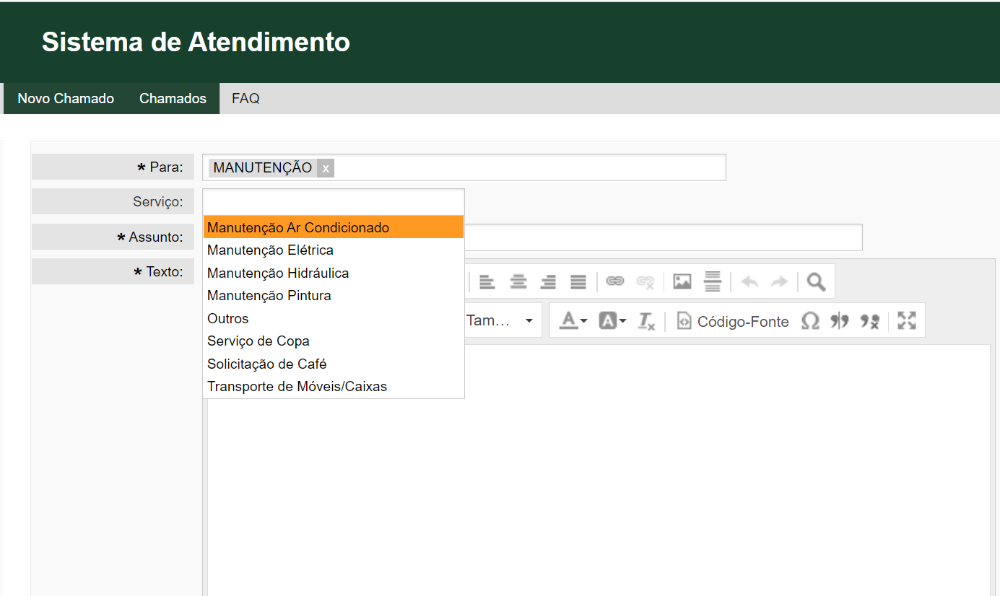 Sistema de Atendimento
Novo Chamado Chamados FAQ
* Para: MANUTENÇÃO x
Serviço:
Manutenção Ar Condicionado
* Assunto:
Manutenção Elétrica
* Texto:
Manutenção Hidráulica
Manutenção Pintura
Outros
Tam... A A Tx Código-Fonte Ω
Serviço de Copa
Solicitação de Café
Transporte de Móveis/Caixas